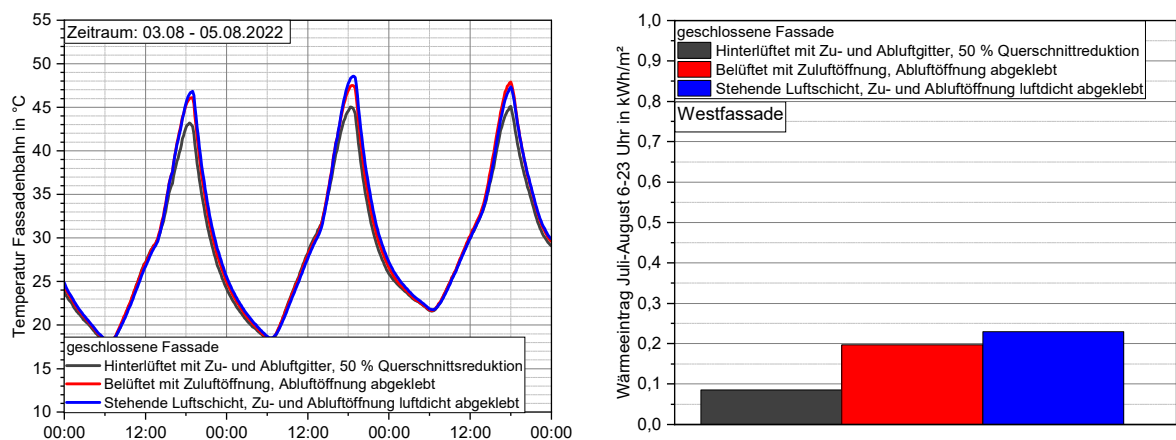 Temperatur Fassadenbahn in °C
55
50
45
40
35
30
25
20
15
10
Zeitraum: 03.08 - 05.08.2022
geschlossene Fassade
Hinterlüftet mit Zu- und Abluftgitter, 50 % Querschnittsreduktion
Belüftet mit Zuluftöffnung, Abluftöffnung abgeklebt
Stehende Luftschicht, Zu- und Abluftöffnung luftdicht abgeklebt
00:00 12:00 00:00 12:00 00:00 12:00 00:00
Wärmeeintrag Juli-August 6-23 Uhr in kWh/m²
1,0
0,9
0,8
0,7
0,6
0,5
0,4
0,3
0,2
0,1
0,0
geschlossene Fassade
Hinterlüftet mit Zu- und Abluftgitter, 50 % Querschnittreduktion
Belüftet mit Zuluftöffnung, Abluftöffnung abgeklebt
Stehende Luftschicht, Zu- und Abluftöffnung luftdicht abgeklebt
Westfassade